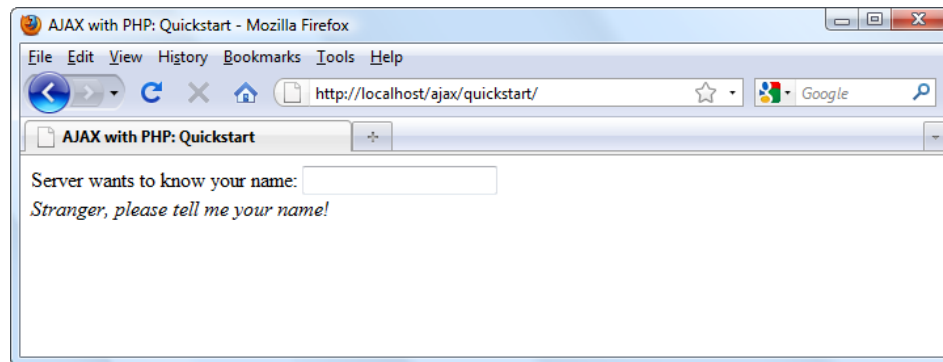 AJAX with PHP: Quickstart - Mozilla Firefox
File Edit View History Bookmarks Tools Help
http://localhost/ajax/quickstart/ Google
AJAX with PHP: Quickstart
Server wants to know your name:
Stranger, please tell me your name!